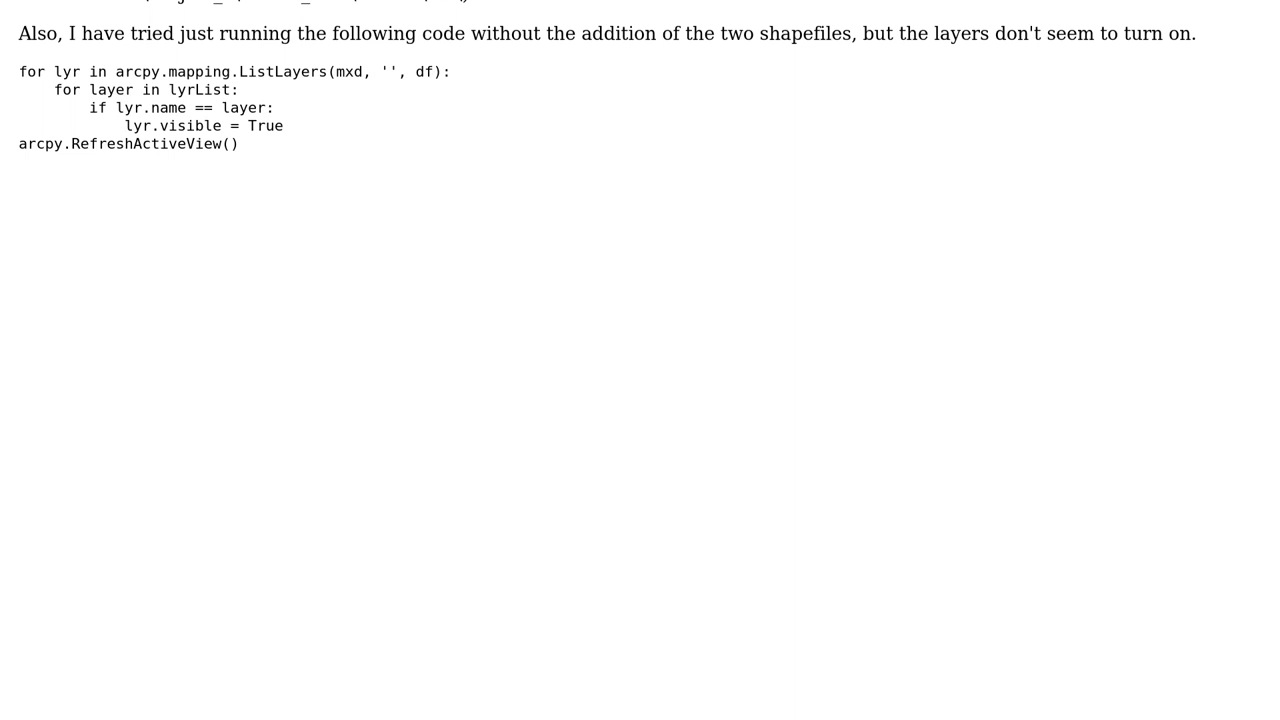 Also, I have tried just running the following code without the addition of the two shapefiles, but the layers don't seem to turn on.
for lyr in arcpy.mapping.ListLayers(mxd, '', df):
    for layer in lyrList:
        if lyr.name == layer:
            lyr.visible = True
arcpy.RefreshActiveView()